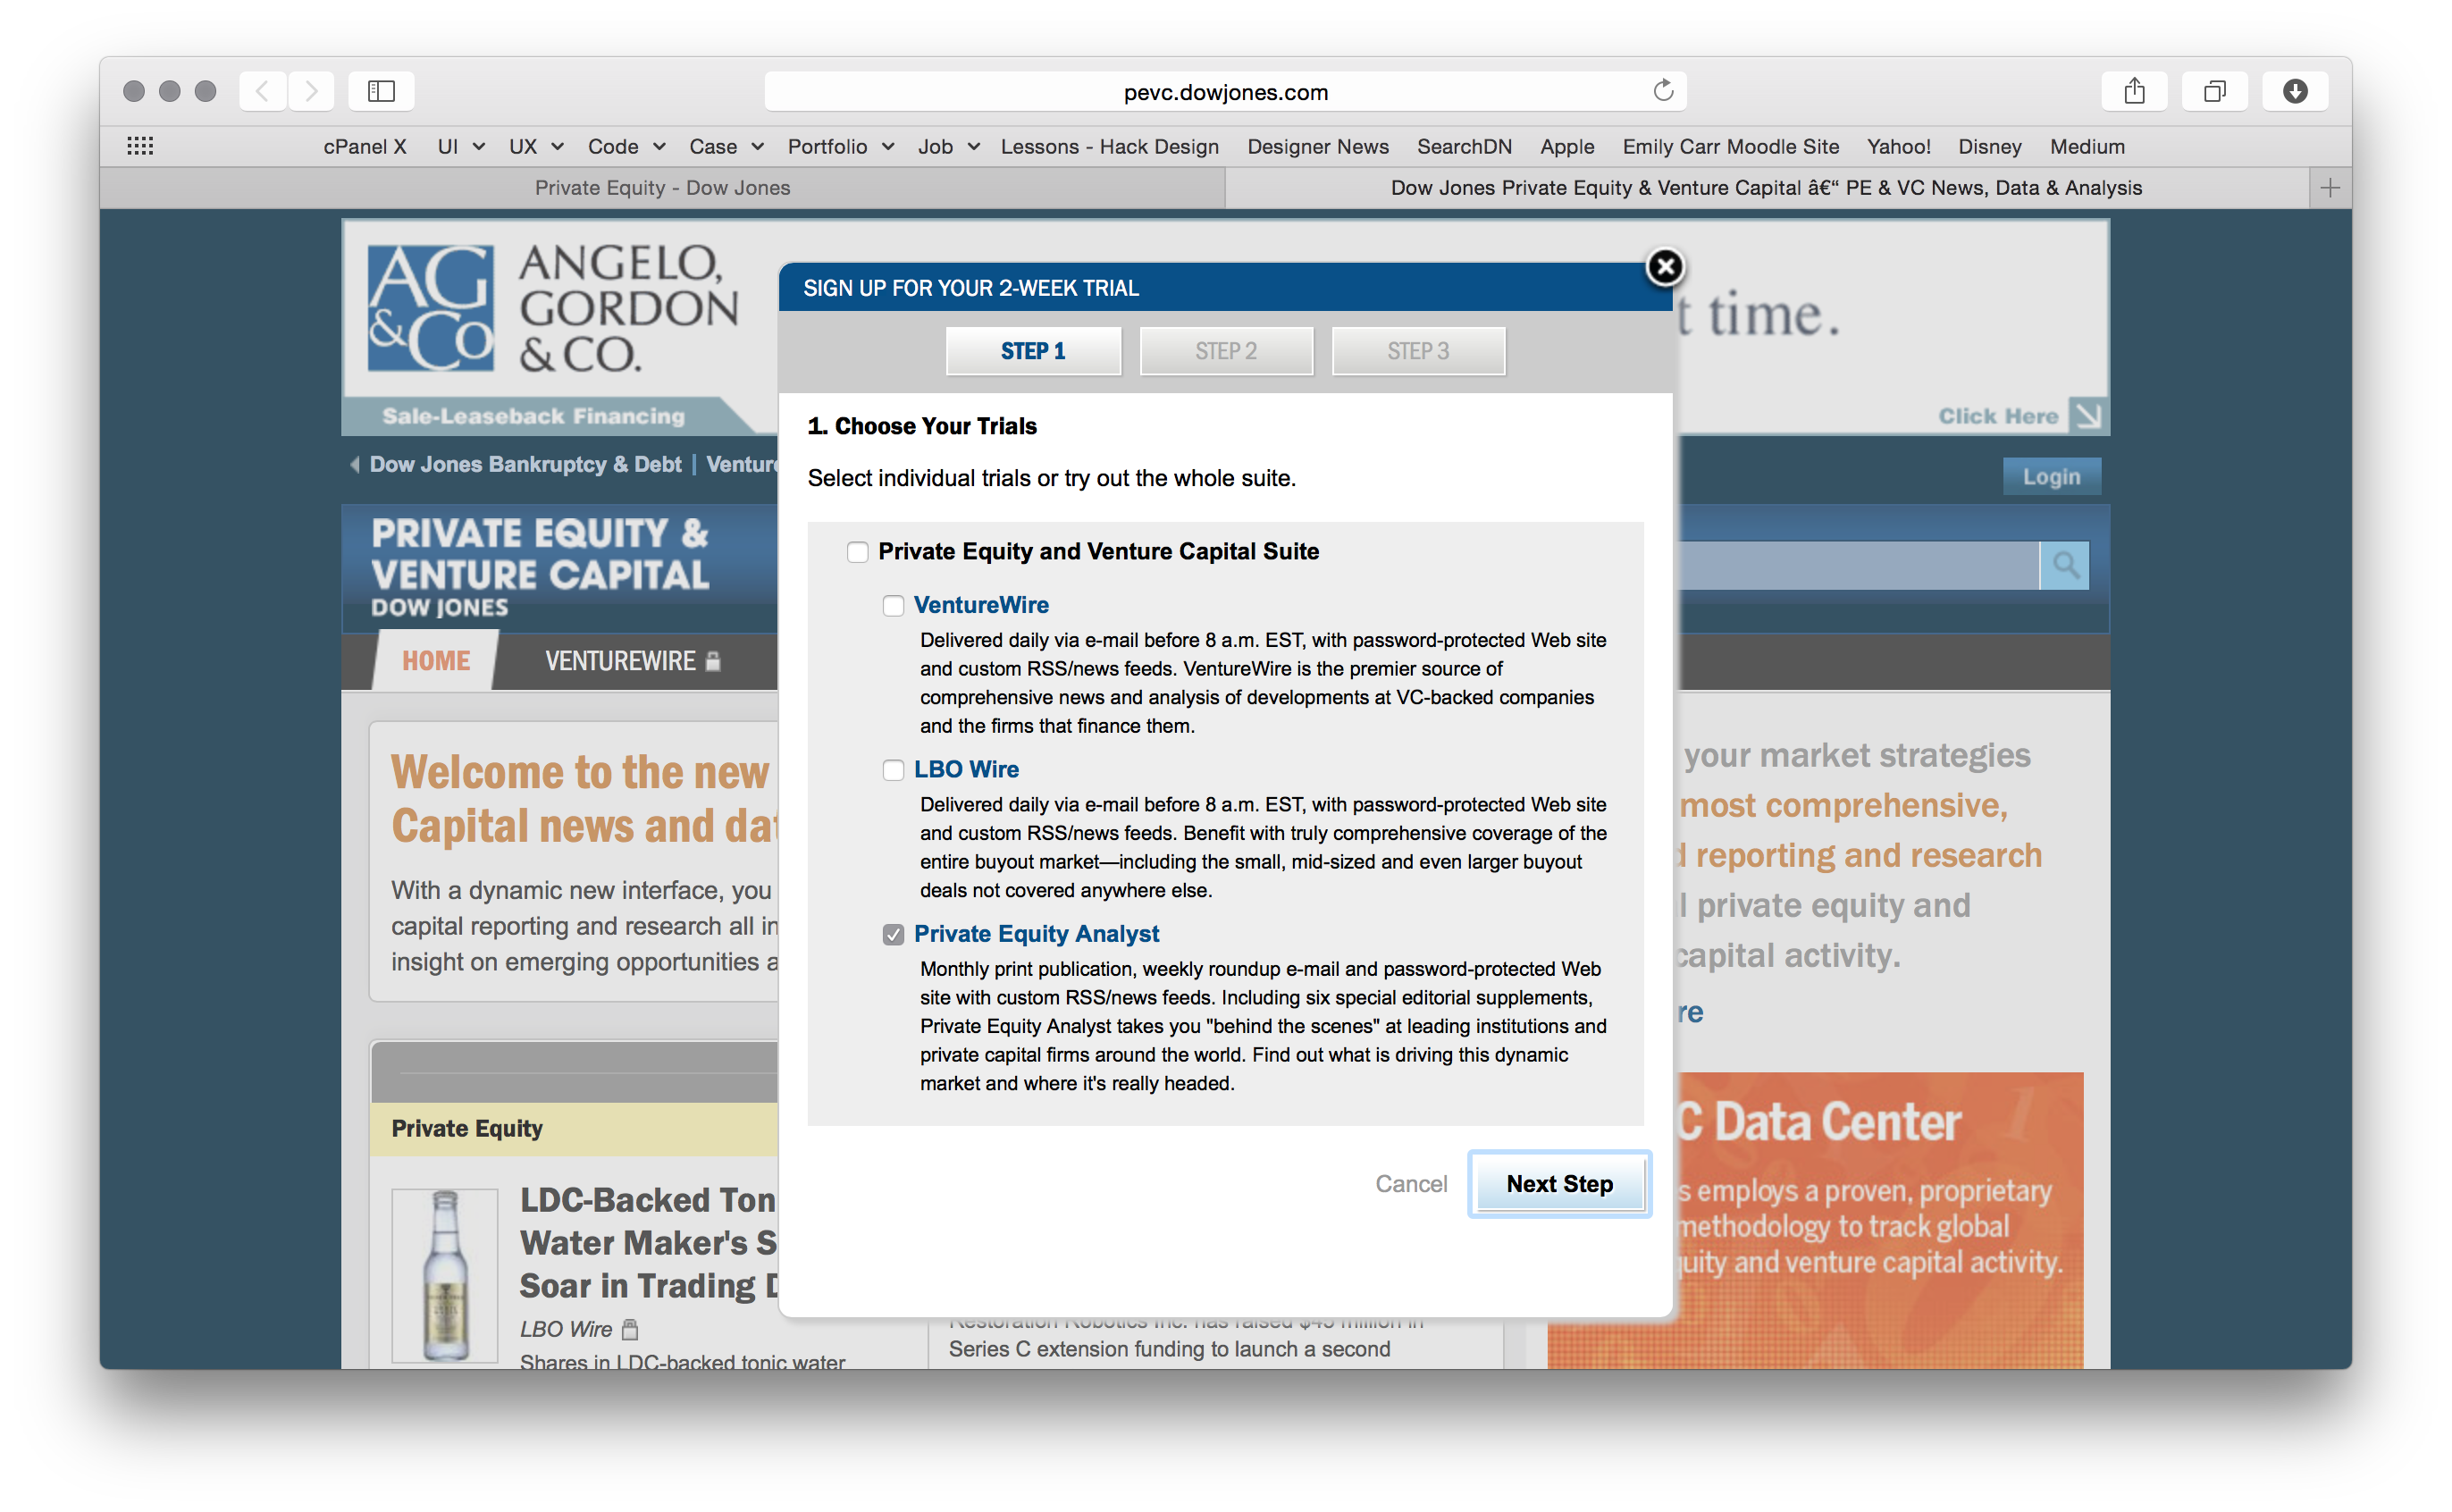 pevc.dowjones.com
cPanel X UI UX Code Case Portfolio Job Lessons - Hack Design Designer News SearchDN Apple Emily Carr Moodle Site Yahoo! Disney Medium
Private Equity - Dow Jones
Dow Jones Private Equity & Venture Capital â€“ PE & VC News, Data & Analysis
AG
&Co
ANGELO,
GORDON
& CO.
Sale-Leaseback Financing
t time.
Click Here
Dow Jones Bankruptcy & Debt | Venture
Login
PRIVATE EQUITY &
VENTURE CAPITAL
DOW JONES
HOME
VENTUREWIRE
Welcome to the new
Capital news and dat
With a dynamic new interface, you
capital reporting and research all in
insight on emerging opportunities a
Private Equity
LDC-Backed Ton
Water Maker's S
Soar in Trading D
LBO Wire
Shares in LDC-backed tonic water
SIGN UP FOR YOUR 2-WEEK TRIAL
STEP 1
STEP 2
STEP 3
1. Choose Your Trials
Select individual trials or try out the whole suite.
Private Equity and Venture Capital Suite
VentureWire
Delivered daily via e-mail before 8 a.m. EST, with password-protected Web site
and custom RSS/news feeds. VentureWire is the premier source of
comprehensive news and analysis of developments at VC-backed companies
and the firms that finance them.
LBO Wire
Delivered daily via e-mail before 8 a.m. EST, with password-protected Web site
and custom RSS/news feeds. Benefit with truly comprehensive coverage of the
entire buyout market—including the small, mid-sized and even larger buyout
deals not covered anywhere else.
Private Equity Analyst
Monthly print publication, weekly roundup e-mail and password-protected Web
site with custom RSS/news feeds. Including six special editorial supplements,
Private Equity Analyst takes you "behind the scenes" at leading institutions and
private capital firms around the world. Find out what is driving this dynamic
market and where it's really headed.
Cancel
Next Step
Restoration Robotics Inc. has raised $45 million in
Series C extension funding to launch a second
your market strategies
most comprehensive,
reporting and research
private equity and
capital activity.
re
C Data Center
s employs a proven, proprietary
methodology to track global
uity and venture capital activity.